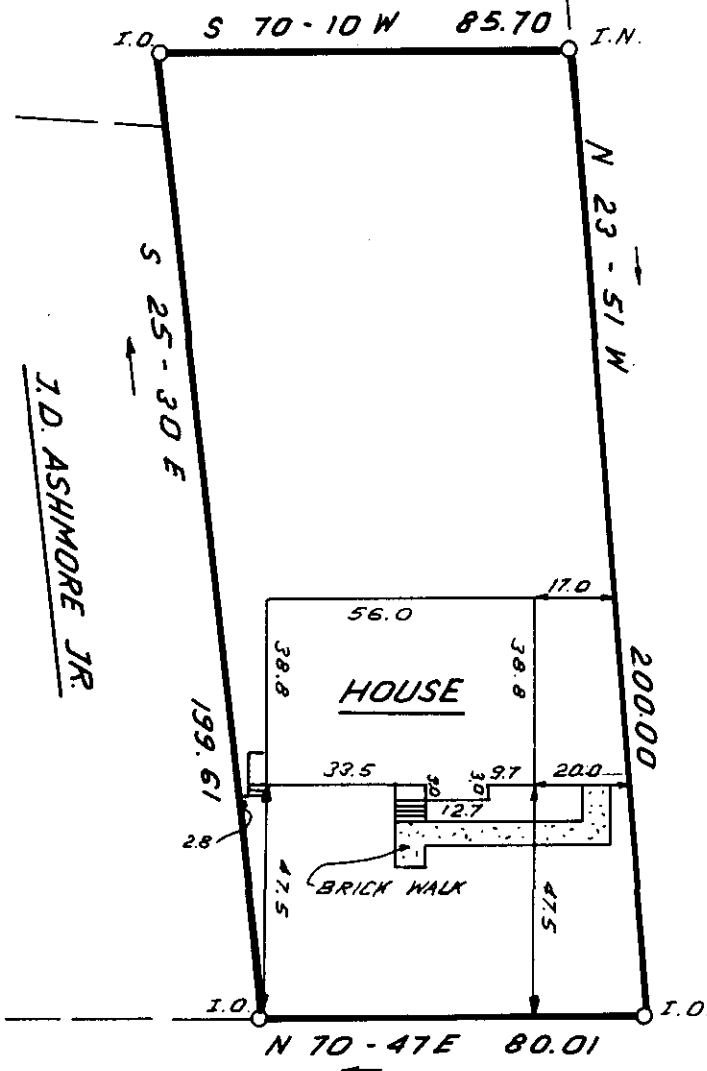 S 70-10 W 85.70
I.O.
I.N.
N 23-51 W
S 25-30 E
J.D. ASHMORE JR.
17.0
56.0
38.8
38.8
HOUSE
200.00
199.61
33.5
3.0
3.0
9.7
20.0
12.7
2.8
BRICK WALK
47.5
47.5
I.O.
I.O.
N 70-47E 80.01